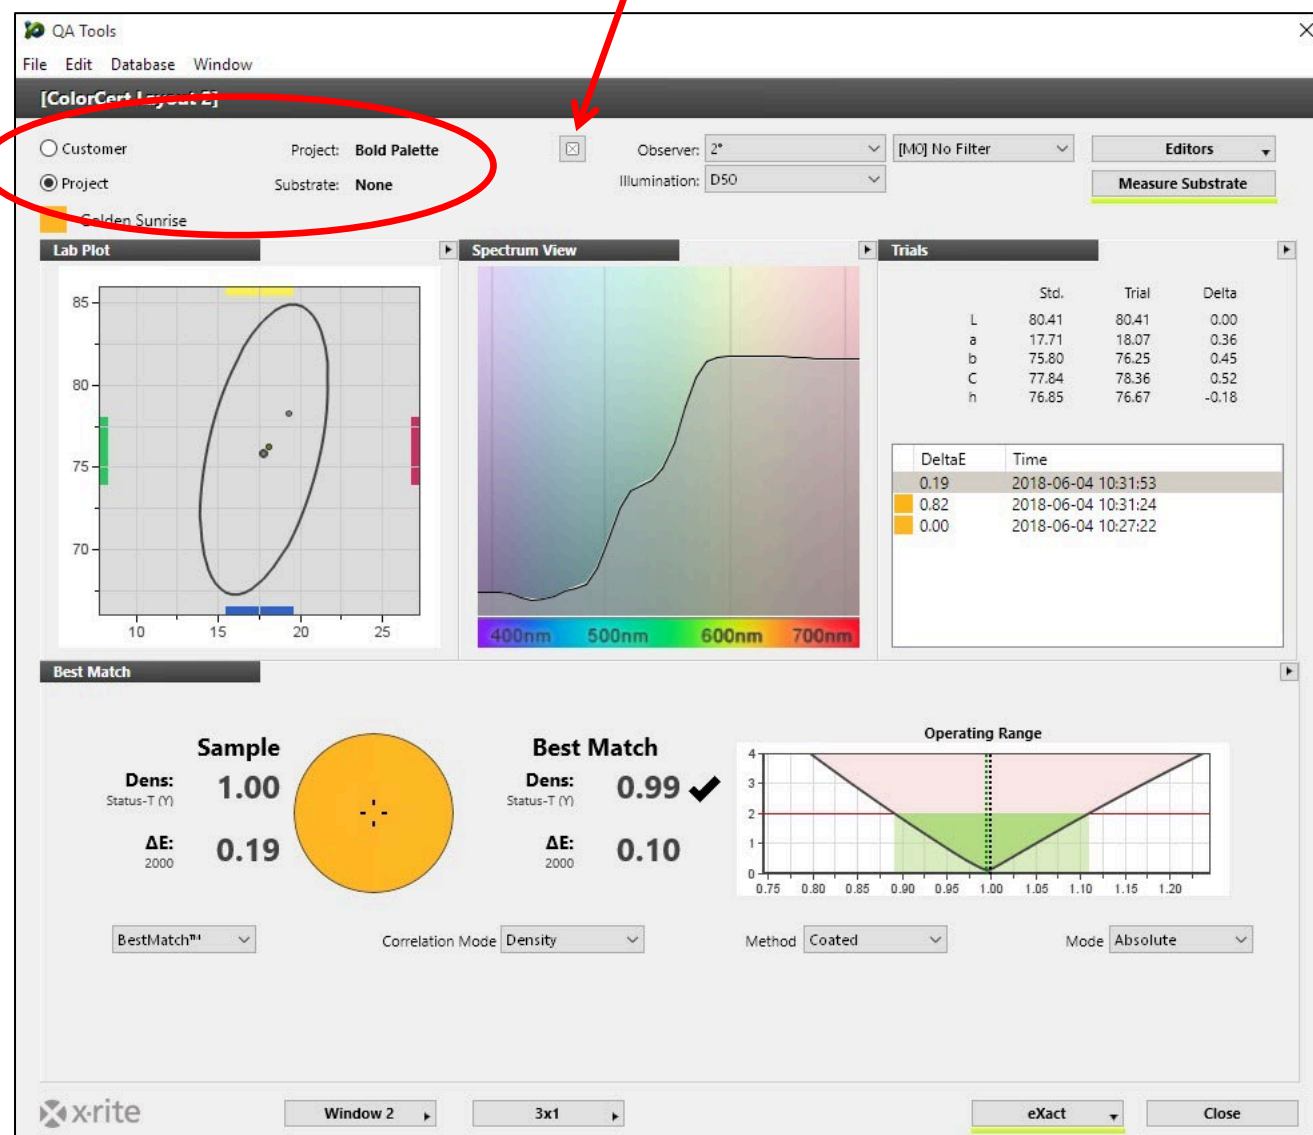 QA Tools
File Edit Database Window
[ColorCert Layout 2]
Customer Project: Bold Palette Observer: 2° [M0] No Filter Editors
Project Substrate: None Illumination: D50 Measure Substrate
Golden Sunrise
Lab Plot Spectrum View Trials
85
80
75
70
10 15 20 25
400nm 500nm 600nm 700nm
Std. Trial Delta
L 80.41 80.41 0.00
a 17.71 18.07 0.36
b 75.80 76.25 0.45
C 77.84 78.36 0.52
h 76.85 76.67 -0.18
DeltaE Time
0.19 2018-06-04 10:31:53
0.82 2018-06-04 10:31:24
0.00 2018-06-04 10:27:22
Best Match
Sample
Dens: 1.00
Status-T (Y)
ΔE: 0.19
2000
Best Match
Dens: 0.99
Status-T (Y)
ΔE: 0.10
2000
Operating Range
4
3
2
1
0
0.75 0.80 0.85 0.90 0.95 1.00 1.05 1.10 1.15 1.20
BestMatch™ Correlation Mode Density Method Coated Mode Absolute
x·rite Window 2 3x1 eXact Close